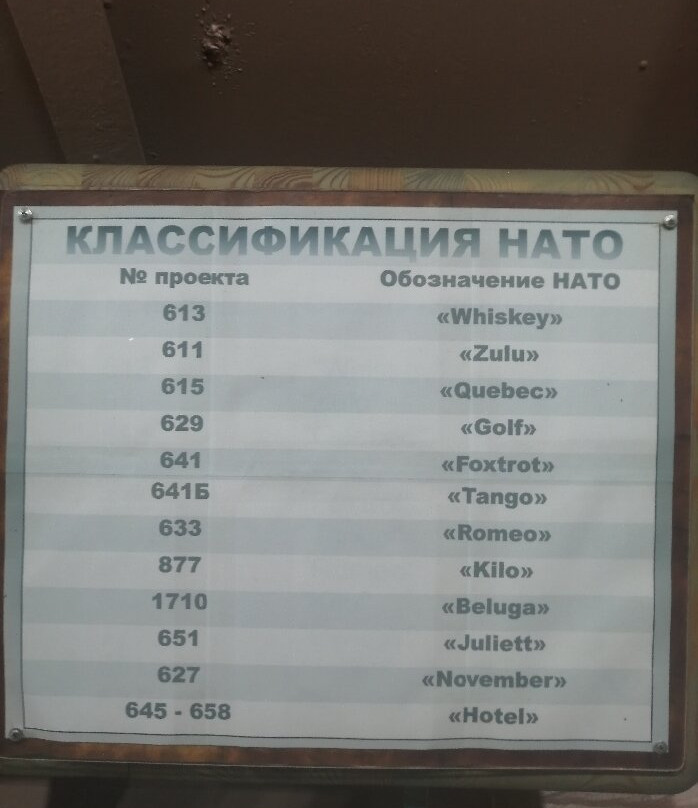 КЛАССИФИКАЦИЯ НАТО
№ проекта Обозначение НАТО
613 «Whiskey»
611 «Zulu»
615 «Quebec»
629 «Golf»
641 «Foxtrot»
641Б «Tango»
633 «Romeo»
877 «Kilo»
1710 «Beluga»
651 «Juliett»
627 «November»
645 - 658 «Hotel»